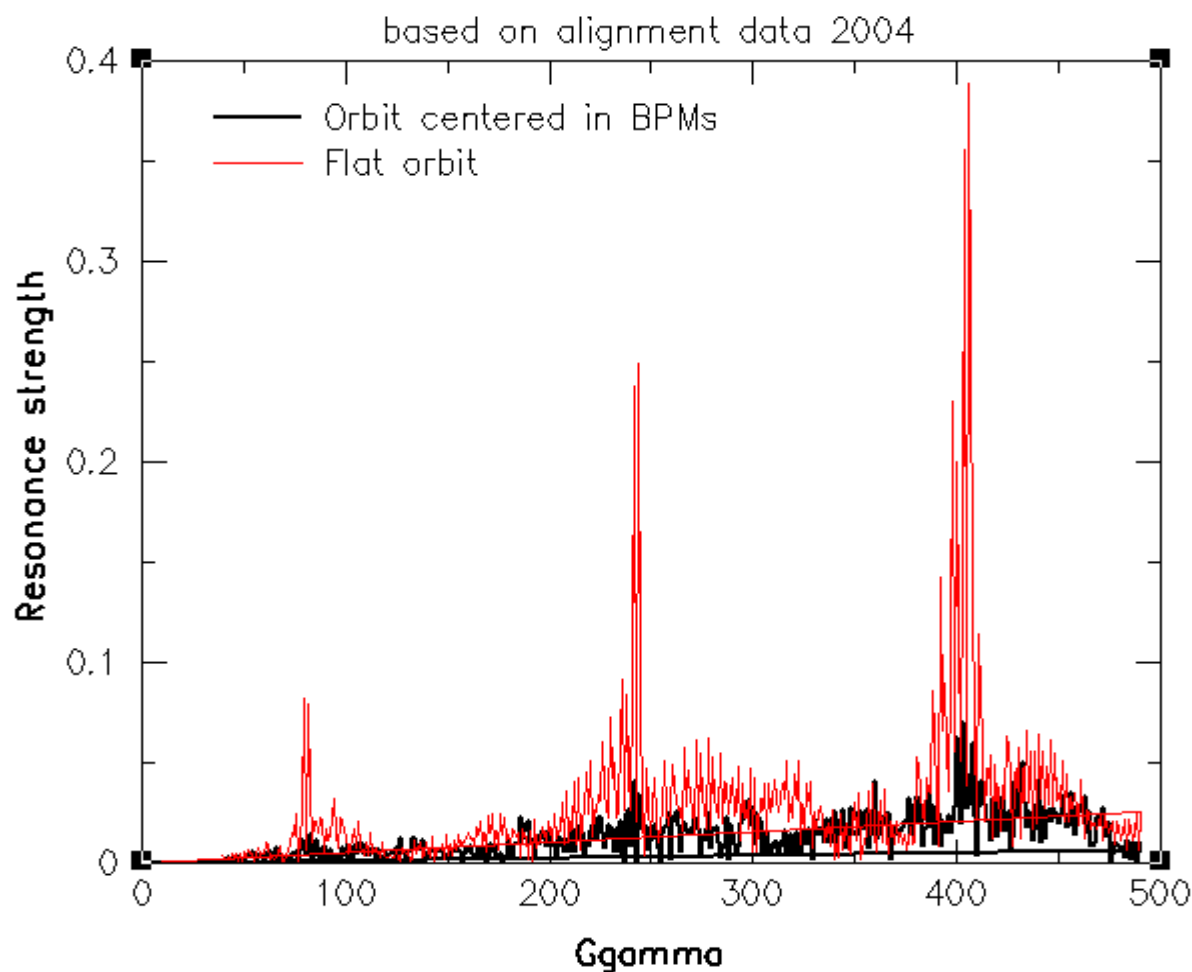 based on alignment data 2004
0.4
Orbit centered in BPMs
Flat orbit
0.3
0.2
0.1
0
Resonance strength
0 100 200 300 400 500
Ggamma